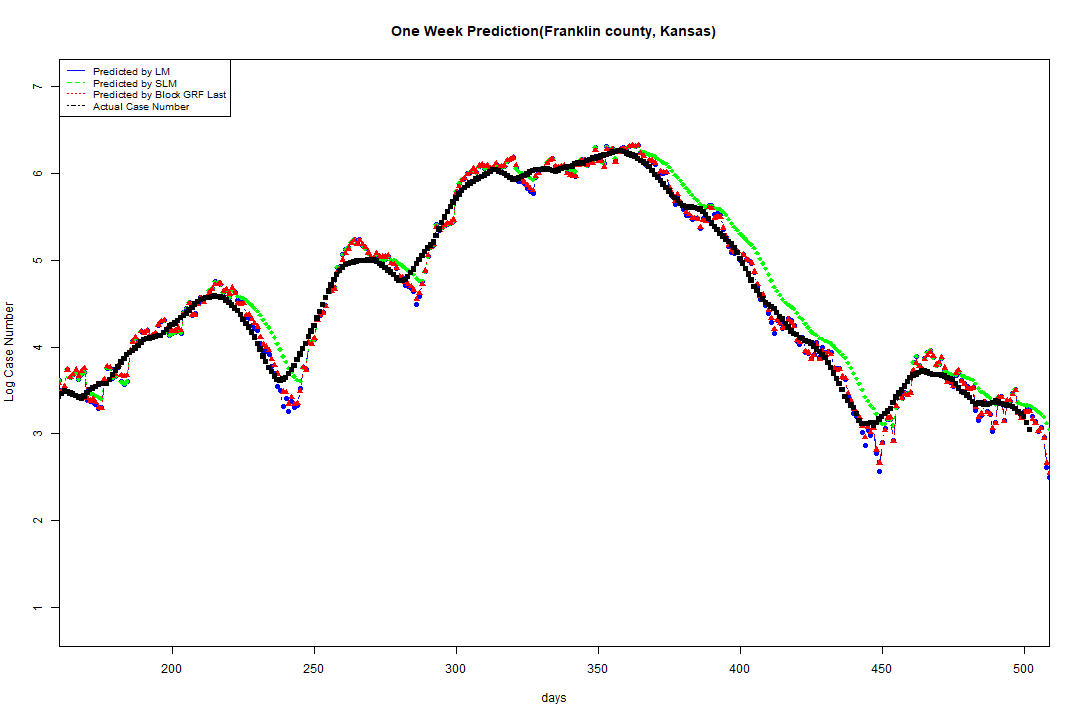 One Week Prediction(Franklin county, Kansas)
Predicted by LM
Predicted by SLM
Predicted by Block GRF Last
Actual Case Number
7
6
5
4
3
2
1
Log Case Number
200 250 300 350 400 450 500
days